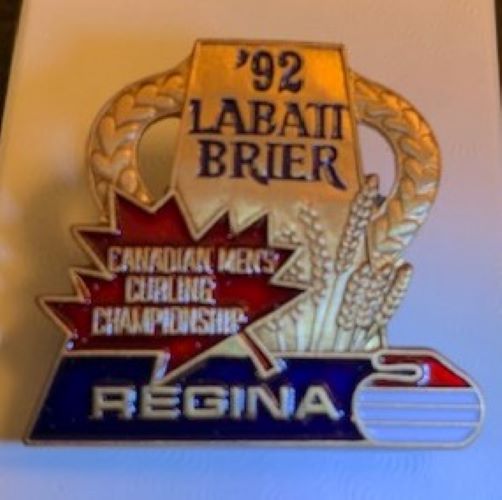 '92
LABATT
BRIER
CANADIAN MEN'S
CURLING
CHAMPIONSHIP
REGINA